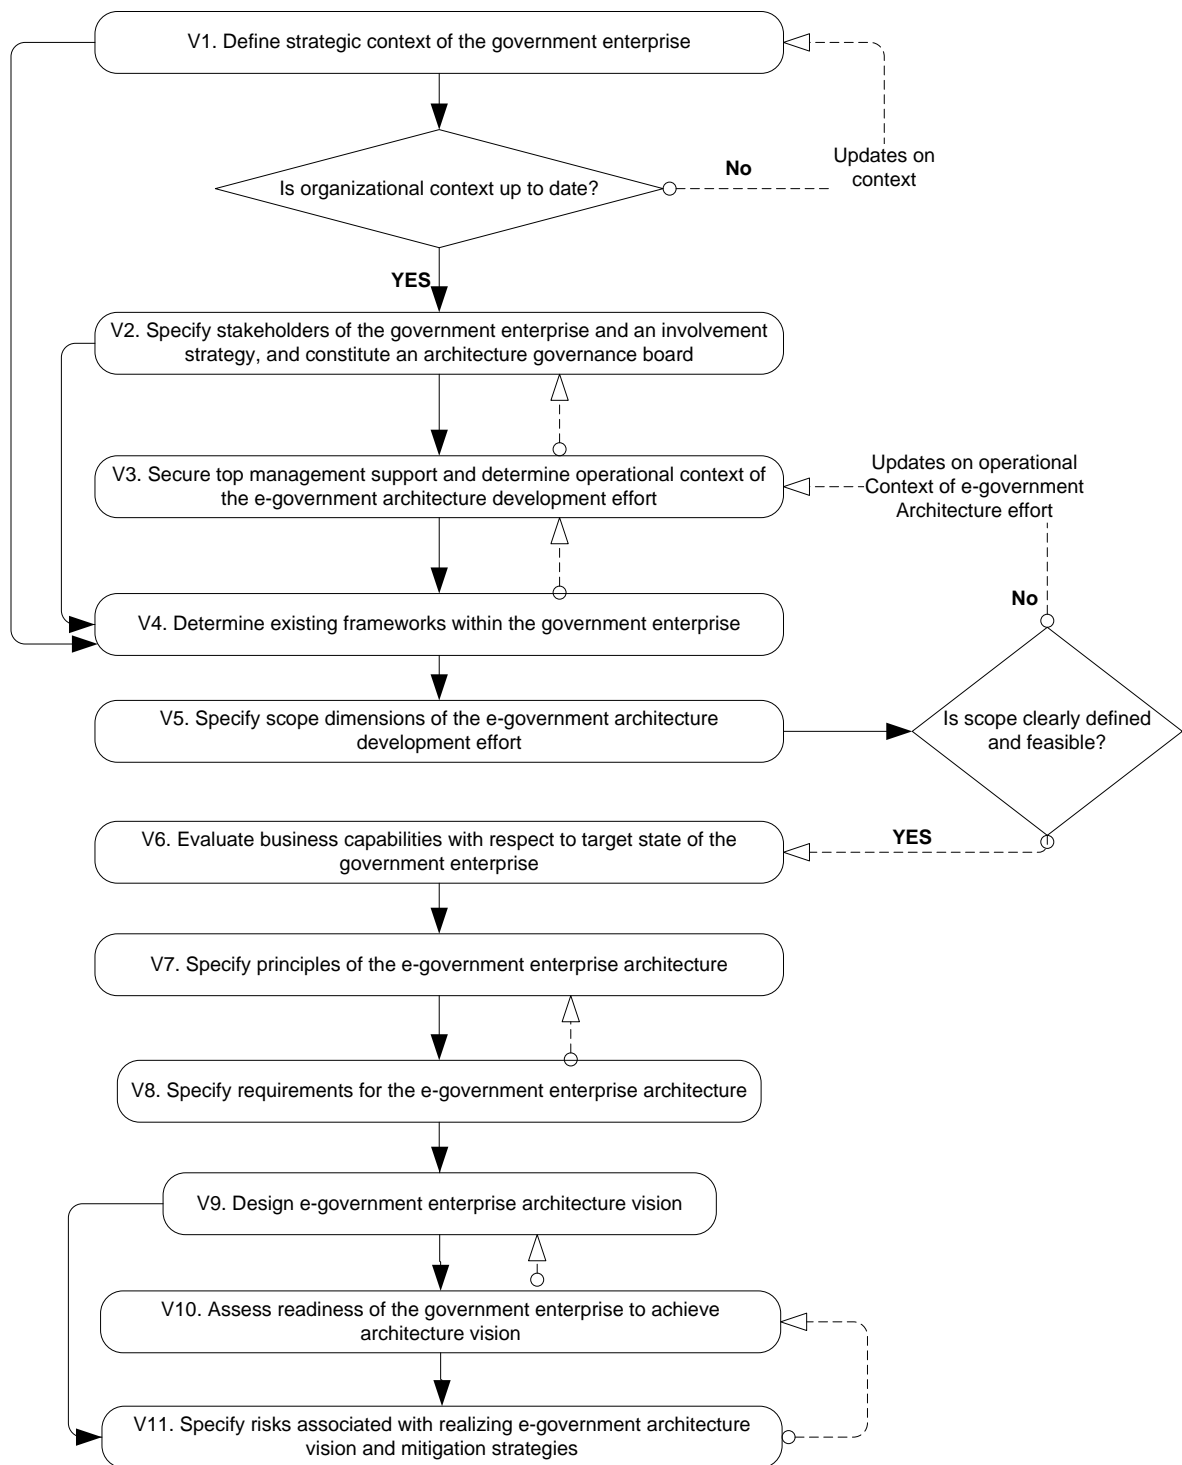 V1. Define strategic context of the government enterprise
Updates on
context
No
Is organizational context up to date?
YES
V2. Specify stakeholders of the government enterprise and an involvement
strategy, and constitute an architecture governance board
V3. Secure top management support and determine operational context of
the e-government architecture development effort
Updates on operational
Context of e-government
Architecture effort
No
V4. Determine existing frameworks within the government enterprise
V5. Specify scope dimensions of the e-government architecture
development effort
Is scope clearly defined
and feasible?
YES
V6. Evaluate business capabilities with respect to target state of the
government enterprise
V7. Specify principles of the e-government enterprise architecture
V8. Specify requirements for the e-government enterprise architecture
V9. Design e-government enterprise architecture vision
V10. Assess readiness of the government enterprise to achieve
architecture vision
V11. Specify risks associated with realizing e-government architecture
vision and mitigation strategies